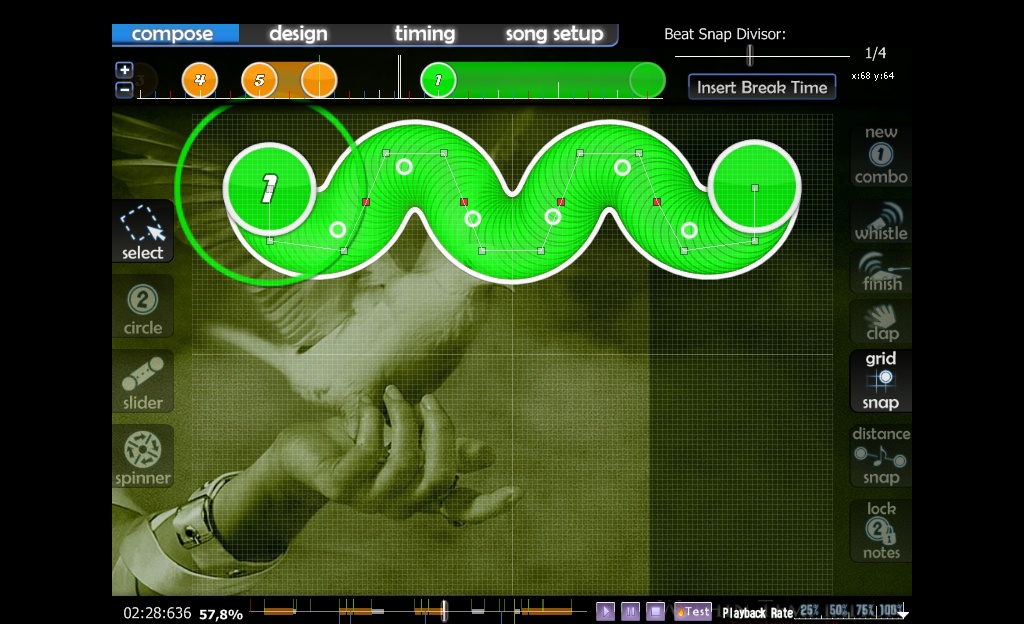 compose design timing song setup
Beat Snap Divisor:
1/4
x:68 y:64
Insert Break Time
+
-
3 4 5 1
1
select
2
circle
slider
spinner
new
1
combo
whistle
finish
clap
grid
snap
distance
snap
lock
2
notes
02:28:636 57,8%
Test
Playback Rate 25% 50% 75% 100%